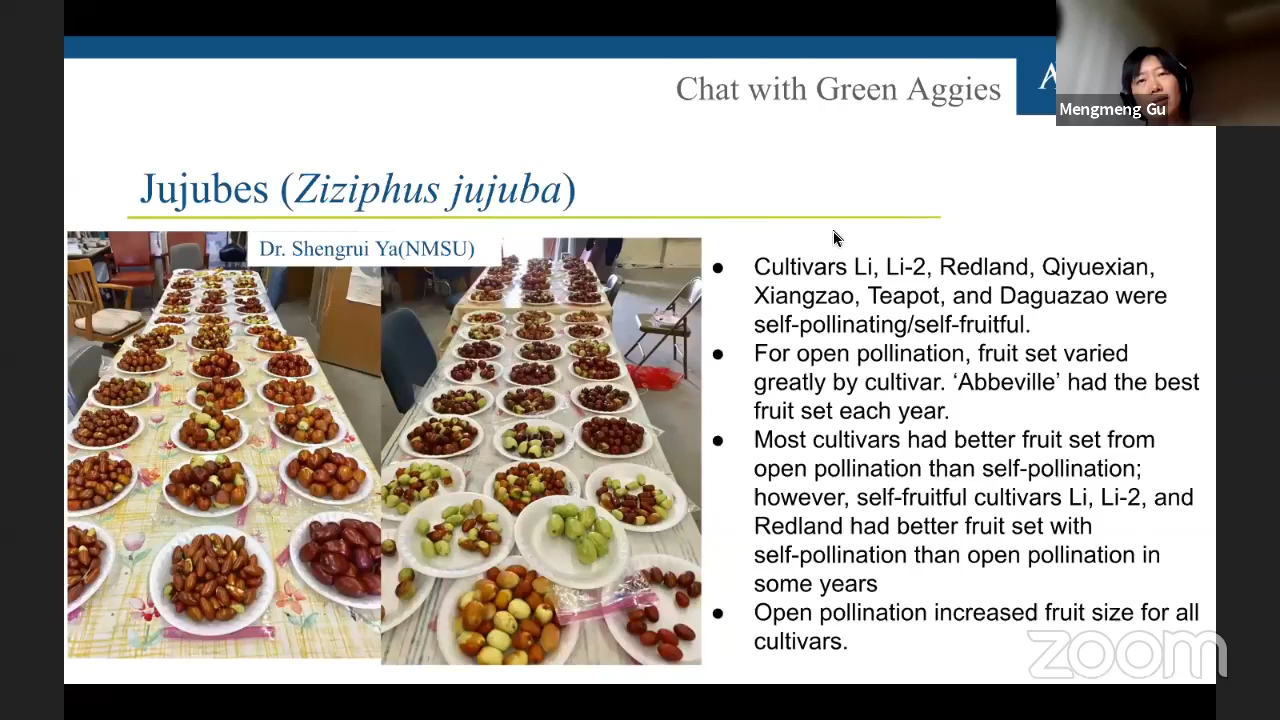 Chat with Green Aggies
A
Mengmeng Gu
Jujubes (Ziziphus jujuba)
Dr. Shengrui Ya(NMSU)
● Cultivars Li, Li-2, Redland, Qiyuexian,
Xiangzao, Teapot, and Daguazao were
self-pollinating/self-fruitful.
● For open pollination, fruit set varied
greatly by cultivar. ‘Abbeville’ had the best
fruit set each year.
● Most cultivars had better fruit set from
open pollination than self-pollination;
however, self-fruitful cultivars Li, Li-2, and
Redland had better fruit set with
self-pollination than open pollination in
some years
● Open pollination increased fruit size for all
cultivars.
zoom